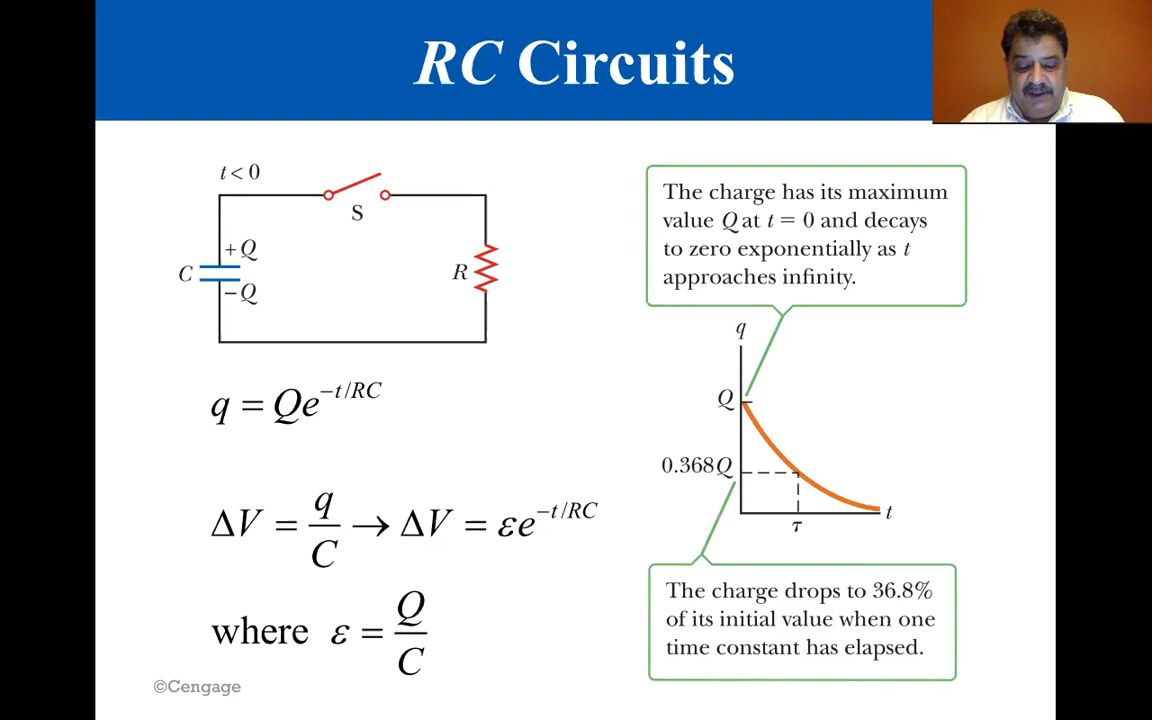 RC Circuits
t < 0
S
+Q
C
−Q
R
q = Qe^{−t/RC}
ΔV = q/C → ΔV = εe^{−t/RC}
where ε = Q/C
©Cengage
The charge has its maximum
value Q at t = 0 and decays
to zero exponentially as t
approaches infinity.
q
Q
0.368Q
t
τ
The charge drops to 36.8%
of its initial value when one
time constant has elapsed.